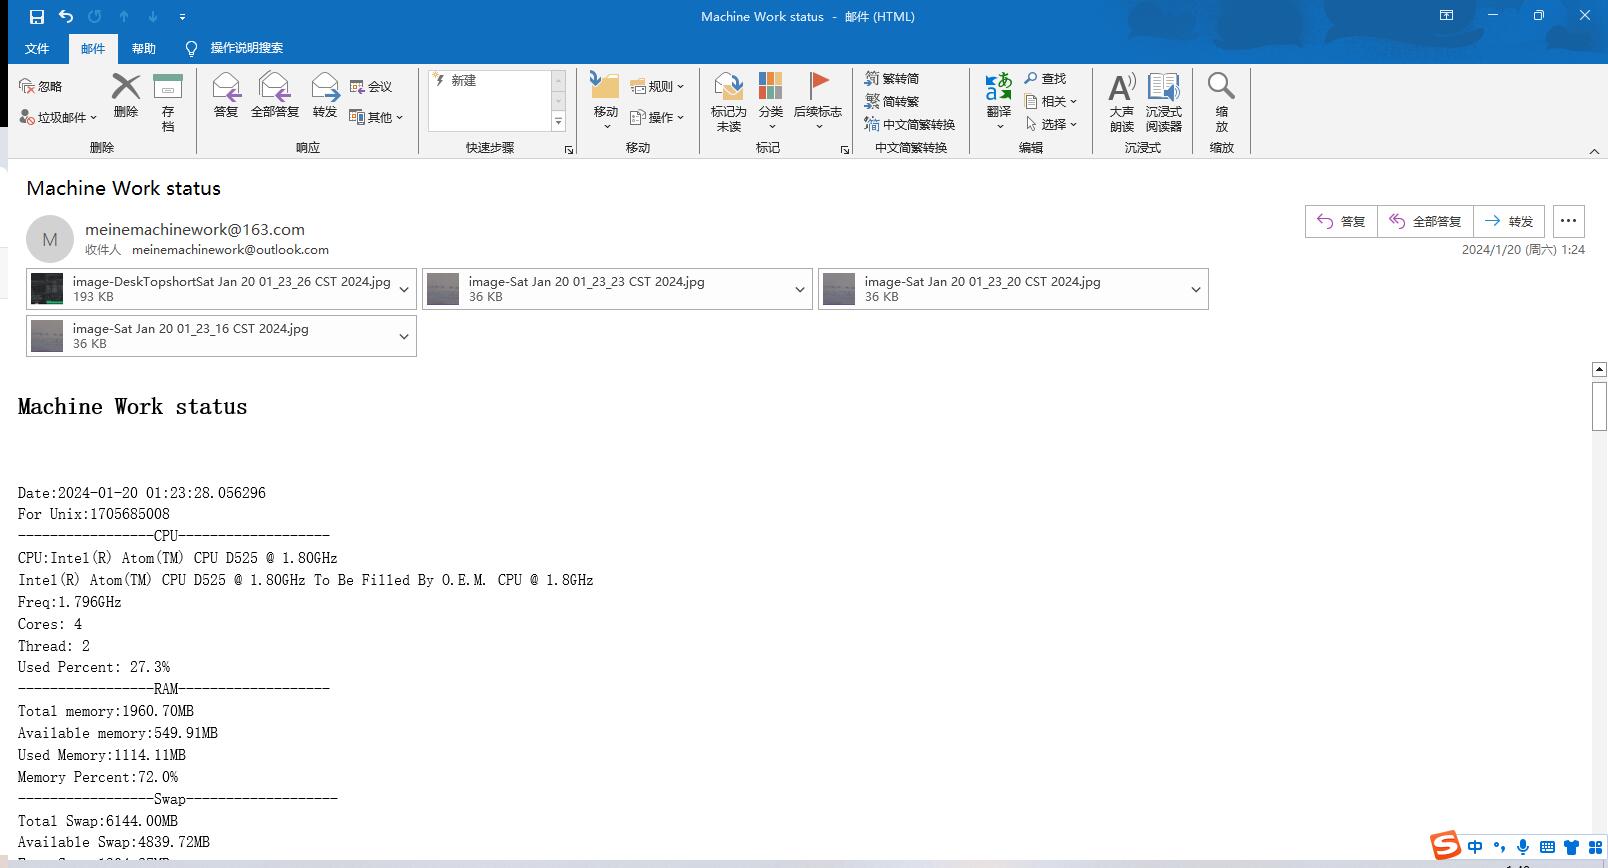 Machine Work status - 邮件 (HTML)
文件 邮件 帮助 操作说明搜索
忽略
垃圾邮件
删除
存档
删除
答复
全部答复
转发
会议
其他
响应
新建
快速步骤
移动
规则
操作
移动
标记为未读
分类
后续标志
标记
繁转简
简转繁
中文简繁转换
中文简繁转换
翻译
查找
相关
选择
编辑
大声朗读
沉浸式阅读器
沉浸式
缩放
缩放
Machine Work status
M
meinemachinework@163.com
收件人 meinemachinework@outlook.com
答复 全部答复 转发
2024/1/20 (周六) 1:24
image-DeskTopshortSat Jan 20 01_23_26 CST 2024.jpg
193 KB
image-Sat Jan 20 01_23_23 CST 2024.jpg
36 KB
image-Sat Jan 20 01_23_20 CST 2024.jpg
36 KB
image-Sat Jan 20 01_23_16 CST 2024.jpg
36 KB
Machine Work status
Date:2024-01-20 01:23:28.056296
For Unix:1705685008
-----------------CPU-------------------
CPU:Intel(R) Atom(TM) CPU D525 @ 1.80GHz
Intel(R) Atom(TM) CPU D525 @ 1.80GHz To Be Filled By O.E.M. CPU @ 1.8GHz
Freq:1.796GHz
Cores: 4
Thread: 2
Used Percent: 27.3%
-----------------RAM-------------------
Total memory:1960.70MB
Available memory:549.91MB
Used Memory:1114.11MB
Memory Percent:72.0%
-----------------Swap-------------------
Total Swap:6144.00MB
Available Swap:4839.72MB
中